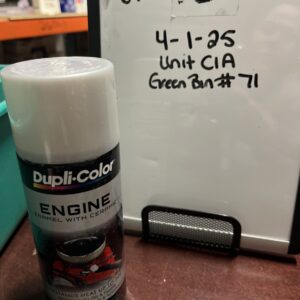 4-1-25
Unit C1A
Green Bin # 71
Dupli-Color
ENGINE
ENAMEL WITH CERAMIC